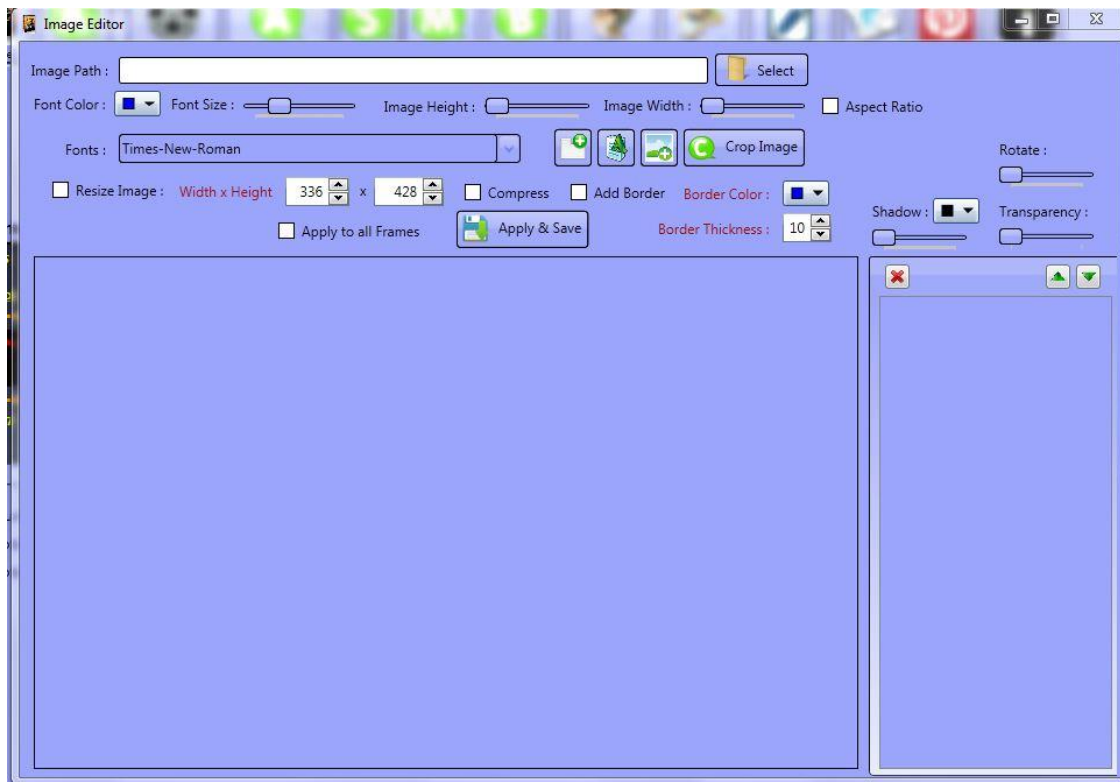 Image Editor
Image Path : Select
Font Color : Font Size : Image Height : Image Width : Aspect Ratio
Fonts : Times-New-Roman Crop Image Rotate :
Resize Image : Width x Height 336 x 428 Compress Add Border Border Color : Shadow : Transparency :
Apply to all Frames Apply & Save Border Thickness : 10